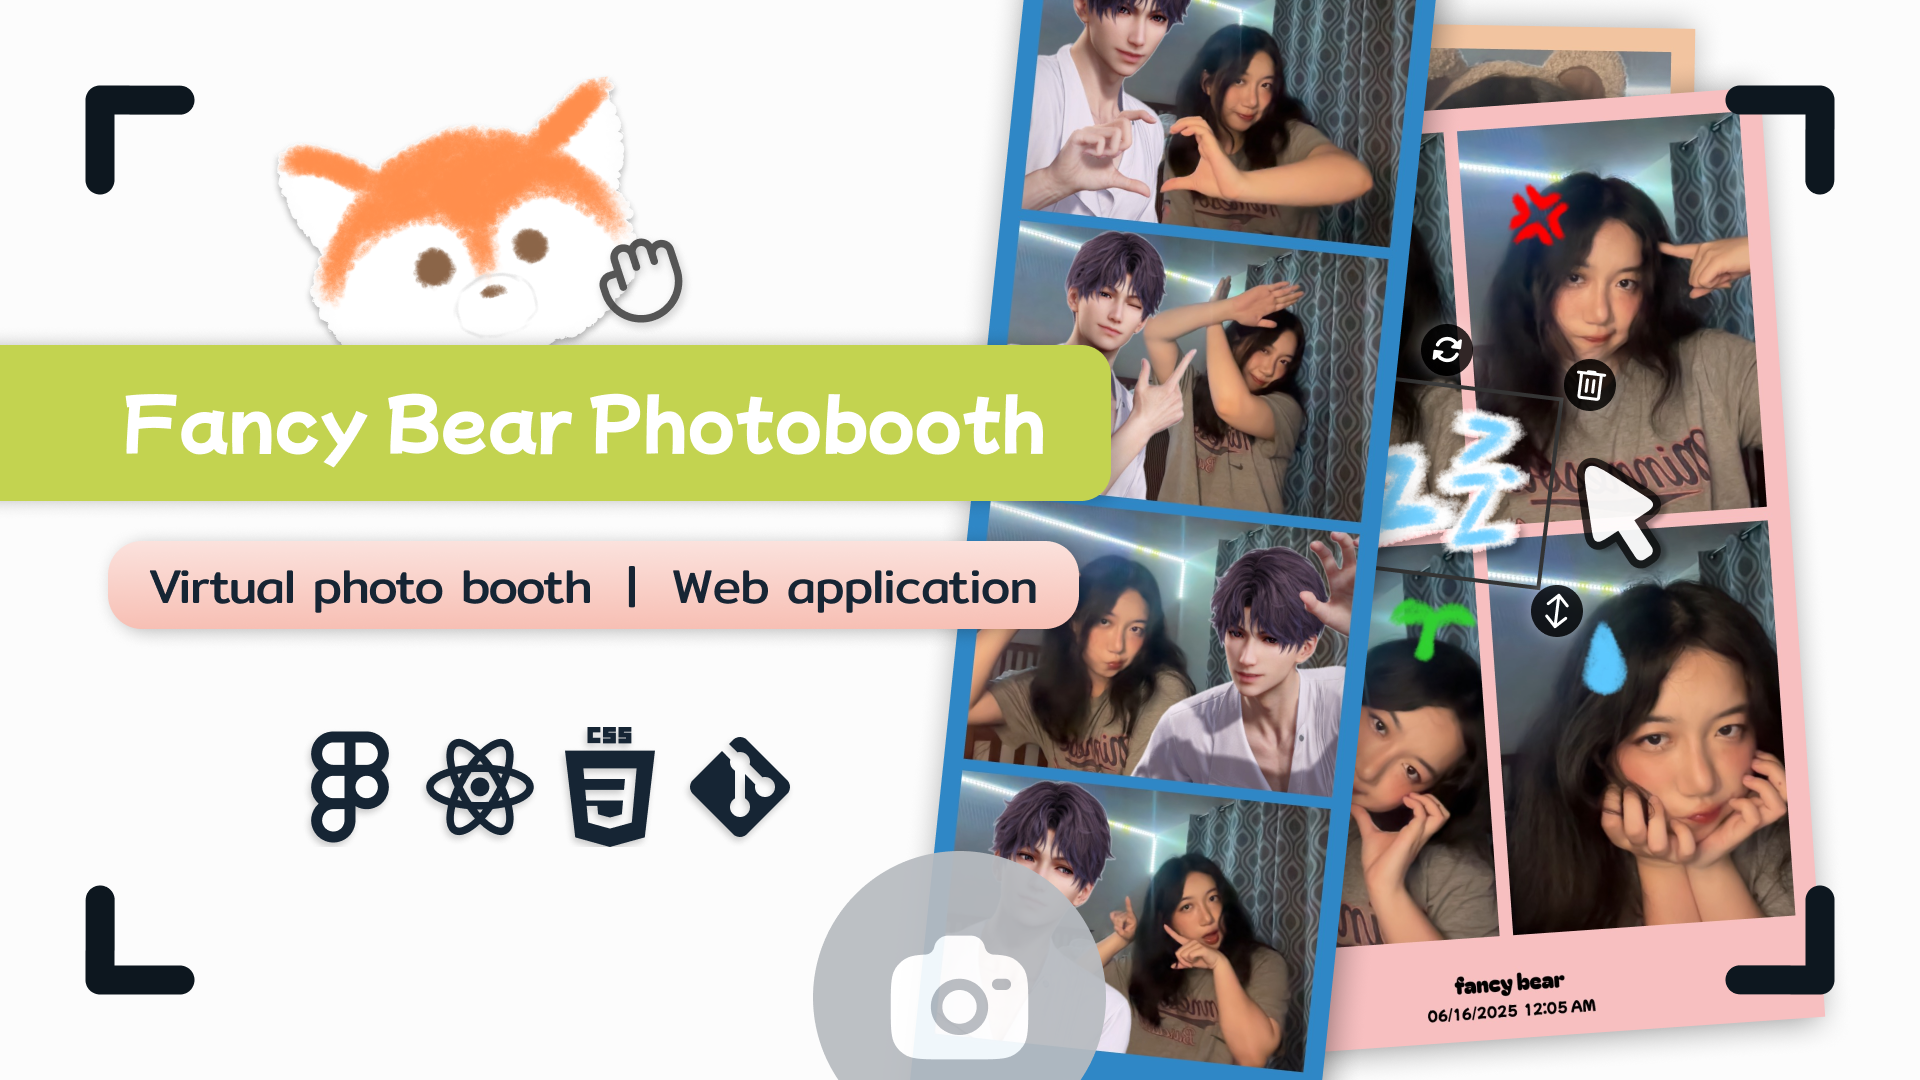 Fancy Bear Photobooth
Virtual photo booth | Web application
CSS
fancy bear
06/16/2025 12:05 AM